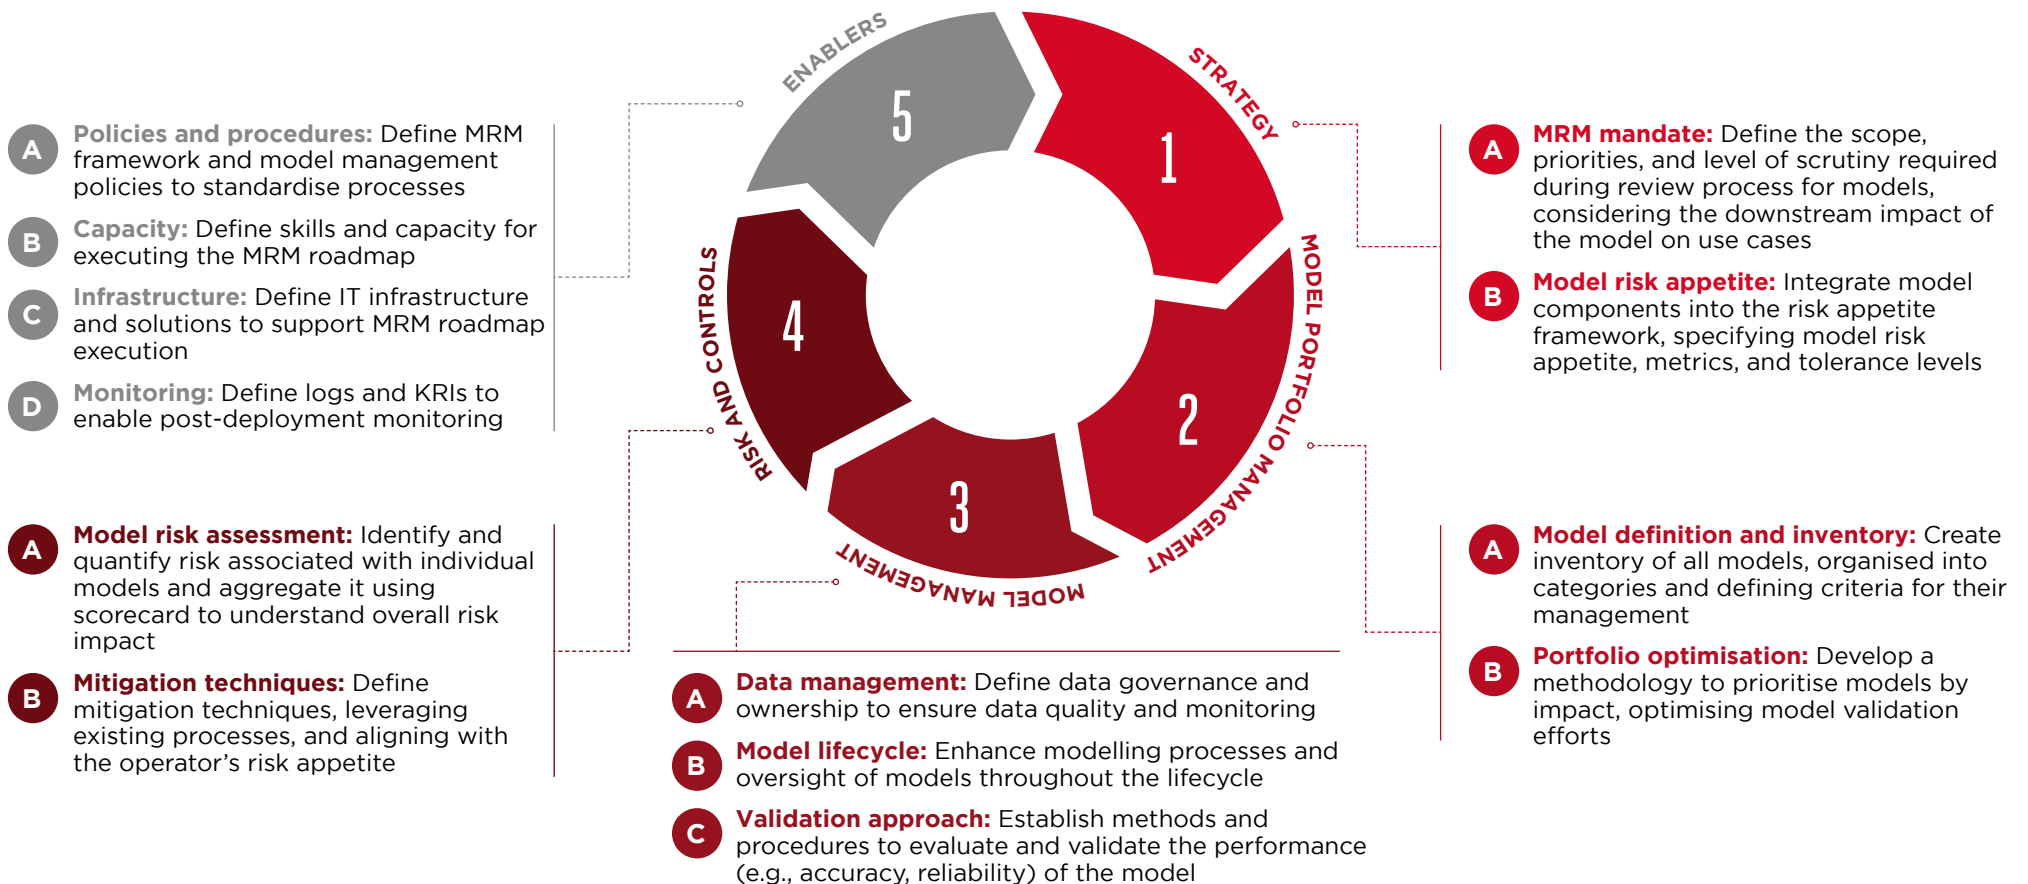 STRATEGY
1
A
MRM mandate: Define the scope,
priorities, and level of scrutiny required
during review process for models,
considering the downstream impact of
the model on use cases
B
Model risk appetite: Integrate model
components into the risk appetite
framework, specifying model risk
appetite, metrics, and tolerance levels
MODEL PORTFOLIO MANAGEMENT
2
A
Model definition and inventory: Create
inventory of all models, organised into
categories and defining criteria for their
management
B
Portfolio optimisation: Develop a
methodology to prioritise models by
impact, optimising model validation
efforts
MODEL MANAGEMENT
3
A
Data management: Define data governance and
ownership to ensure data quality and monitoring
B
Model lifecycle: Enhance modelling processes and
oversight of models throughout the lifecycle
C
Validation approach: Establish methods and
procedures to evaluate and validate the performance
(e.g., accuracy, reliability) of the model
RISK AND CONTROLS
4
A
Model risk assessment: Identify and
quantify risk associated with individual
models and aggregate it using
scorecard to understand overall risk
impact
B
Mitigation techniques: Define
mitigation techniques, leveraging
existing processes, and aligning with
the operator’s risk appetite
ENABLERS
5
A
Policies and procedures: Define MRM
framework and model management
policies to standardise processes
B
Capacity: Define skills and capacity for
executing the MRM roadmap
C
Infrastructure: Define IT infrastructure
and solutions to support MRM roadmap
execution
D
Monitoring: Define logs and KRIs to
enable post-deployment monitoring